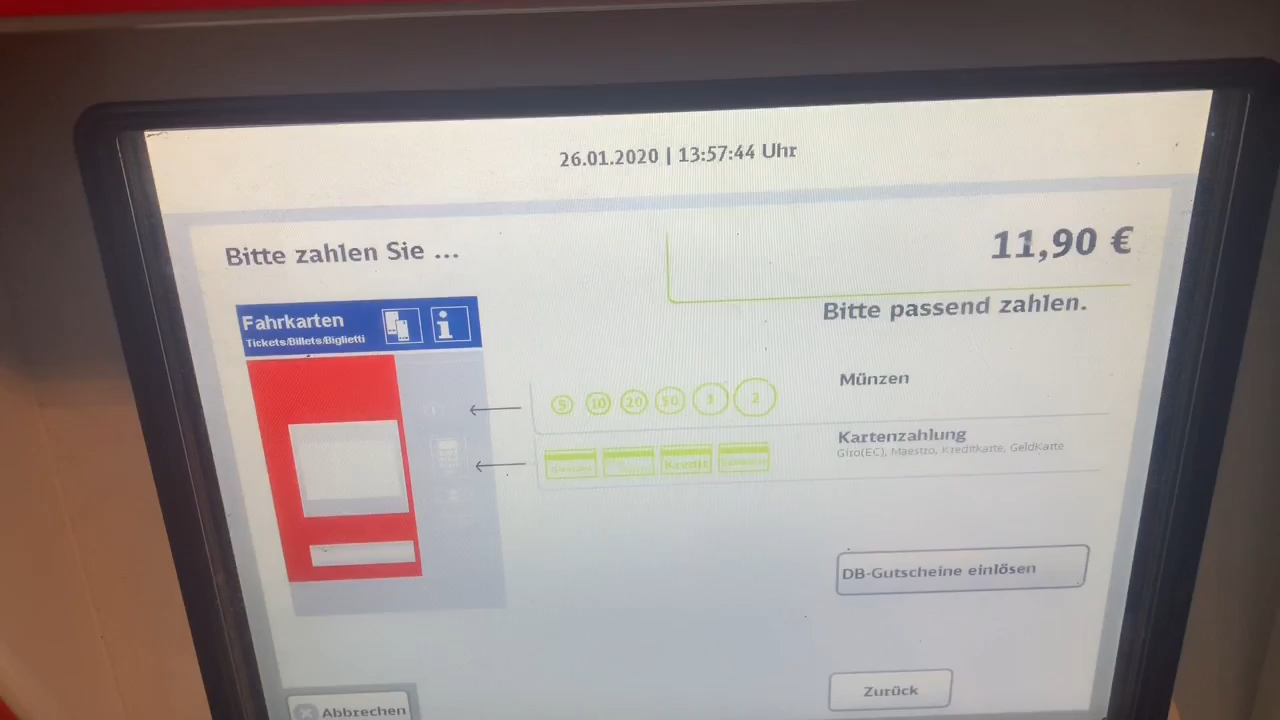 26.01.2020 | 13:57:44 Uhr
Bitte zahlen Sie ...
11,90 €
Bitte passend zahlen.
Fahrkarten
Tickets/Billets/Biglietti
Münzen
5 10 20 50 1 2
Kartenzahlung
Giro(EC), Maestro, Kreditkarte, GeldKarte
Kredit
DB-Gutscheine einlösen
Zurück
Abbrechen